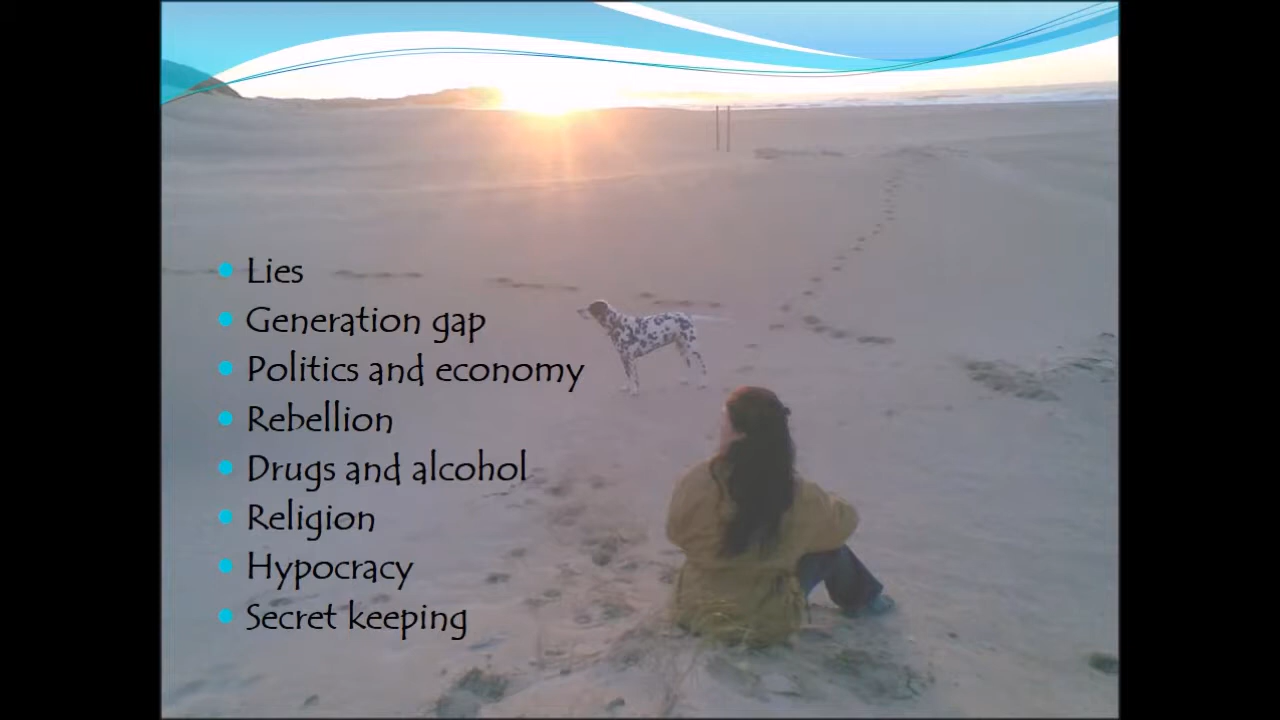 Lies
Generation gap
Politics and economy
Rebellion
Drugs and alcohol
Religion
Hypocracy
Secret keeping